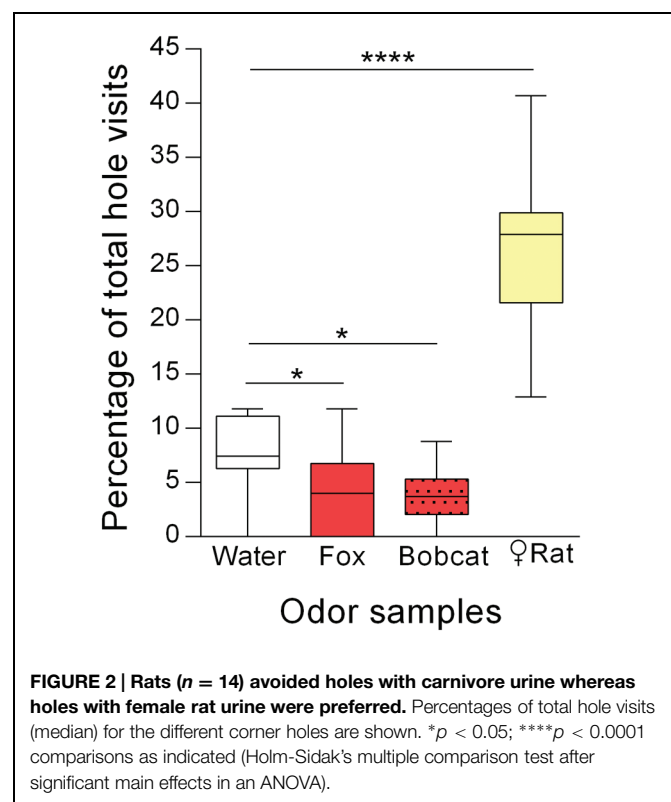 Percentage of total hole visits
45
40
35
30
25
20
15
10
5
0
****
*
*
Water Fox Bobcat ♀Rat
Odor samples
FIGURE 2 | Rats (n = 14) avoided holes with carnivore urine whereas
holes with female rat urine were preferred. Percentages of total hole visits
(median) for the different corner holes are shown. *p < 0.05; ****p < 0.0001
comparisons as indicated (Holm-Sidak's multiple comparison test after
significant main effects in an ANOVA).